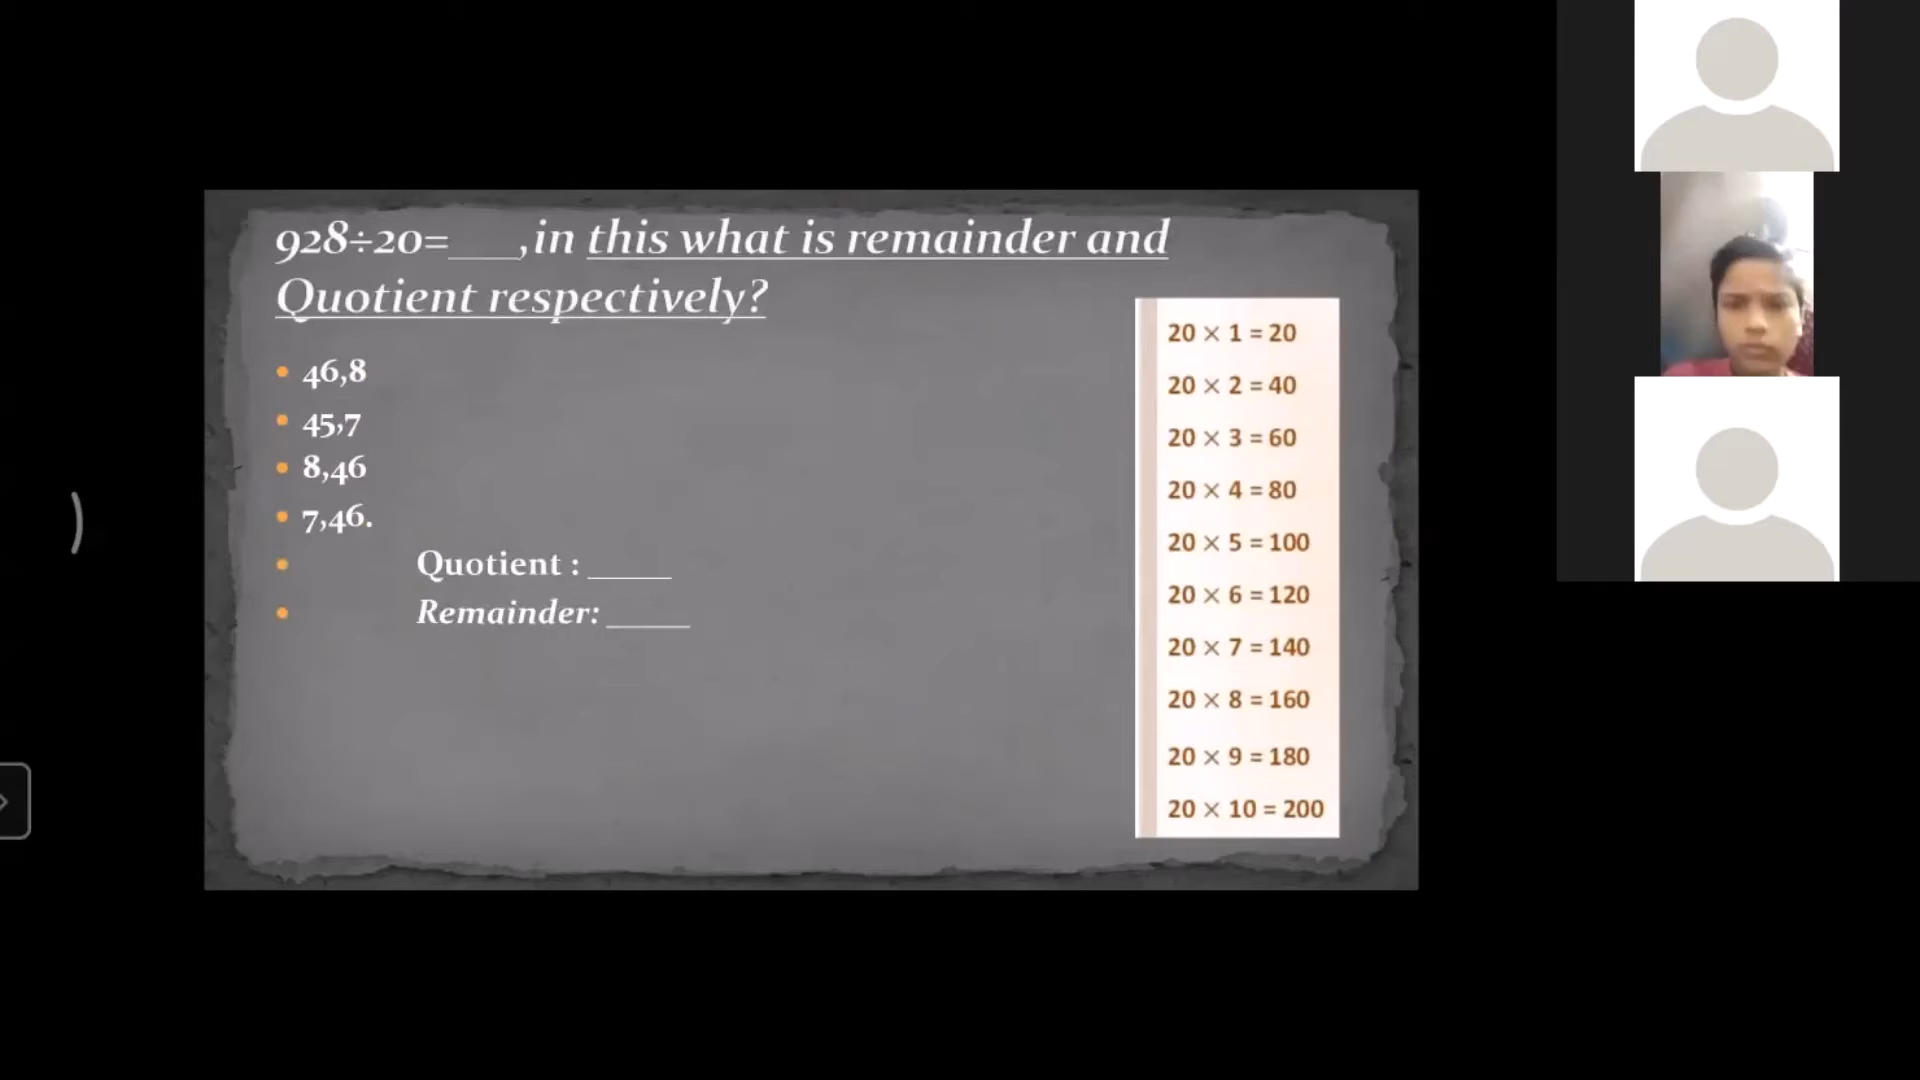 928÷20=___,in this what is remainder and
Quotient respectively?
46,8
45,7
8,46
7,46.
Quotient : _____
Remainder: _____
20 × 1 = 20
20 × 2 = 40
20 × 3 = 60
20 × 4 = 80
20 × 5 = 100
20 × 6 = 120
20 × 7 = 140
20 × 8 = 160
20 × 9 = 180
20 × 10 = 200